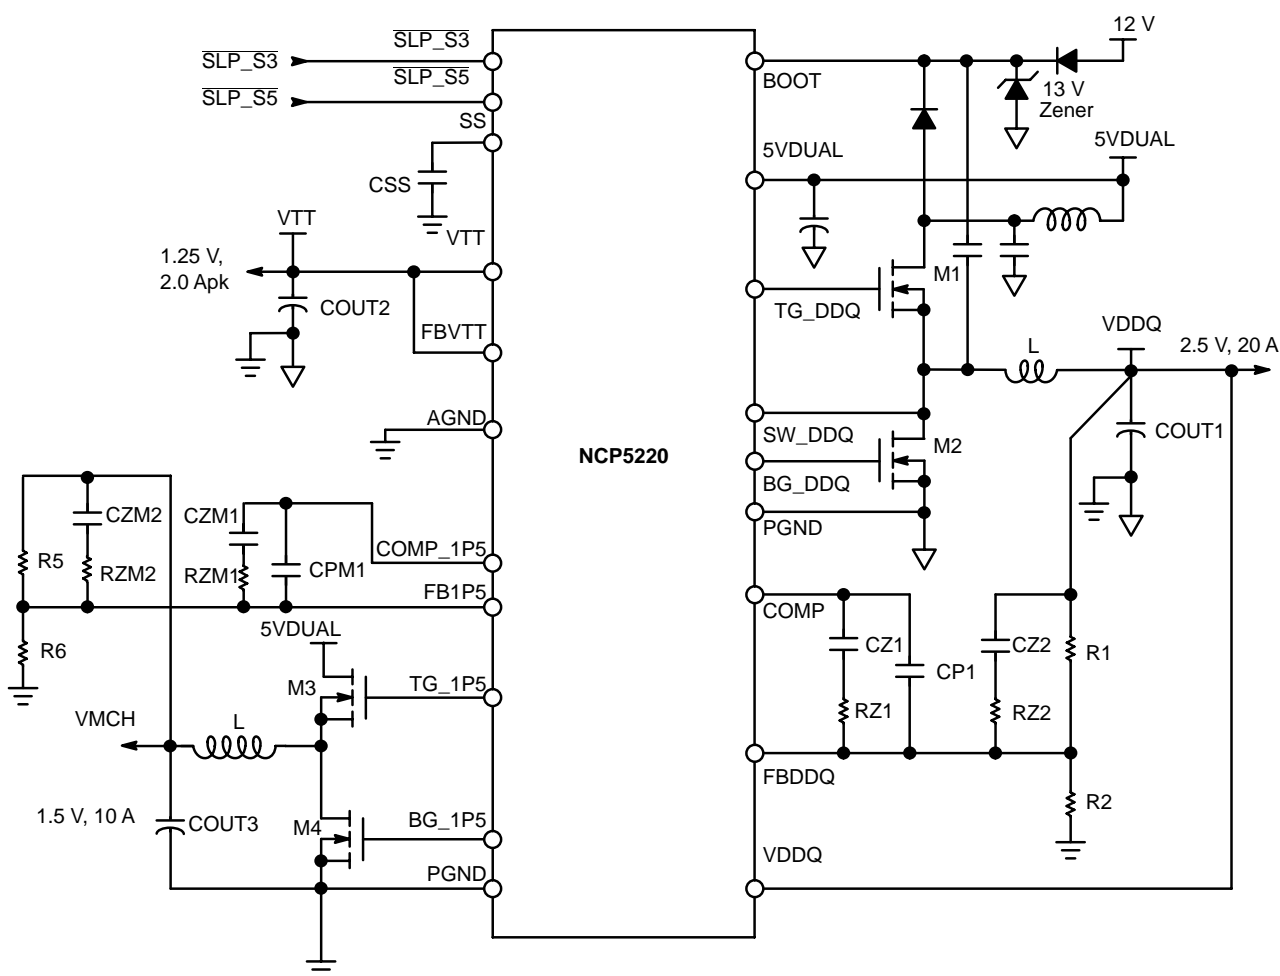 SLP_S3
SLP_S3
SLP_S5
SLP_S5
SS
CSS
VTT
VTT
1.25 V,
2.0 Apk
COUT2
FBVTT
AGND
CZM2
CZM1
R5
RZM2
RZM1
CPM1
COMP_1P5
FB1P5
R6
5VDUAL
M3
TG_1P5
VMCH
L
1.5 V, 10 A
COUT3
M4
BG_1P5
PGND
NCP5220
12 V
BOOT
13 V
Zener
5VDUAL
5VDUAL
M1
TG_DDQ
VDDQ
L
2.5 V, 20 A
SW_DDQ
M2
COUT1
BG_DDQ
PGND
COMP
CZ1
CP1
CZ2
R1
RZ1
RZ2
FBDDQ
R2
VDDQ